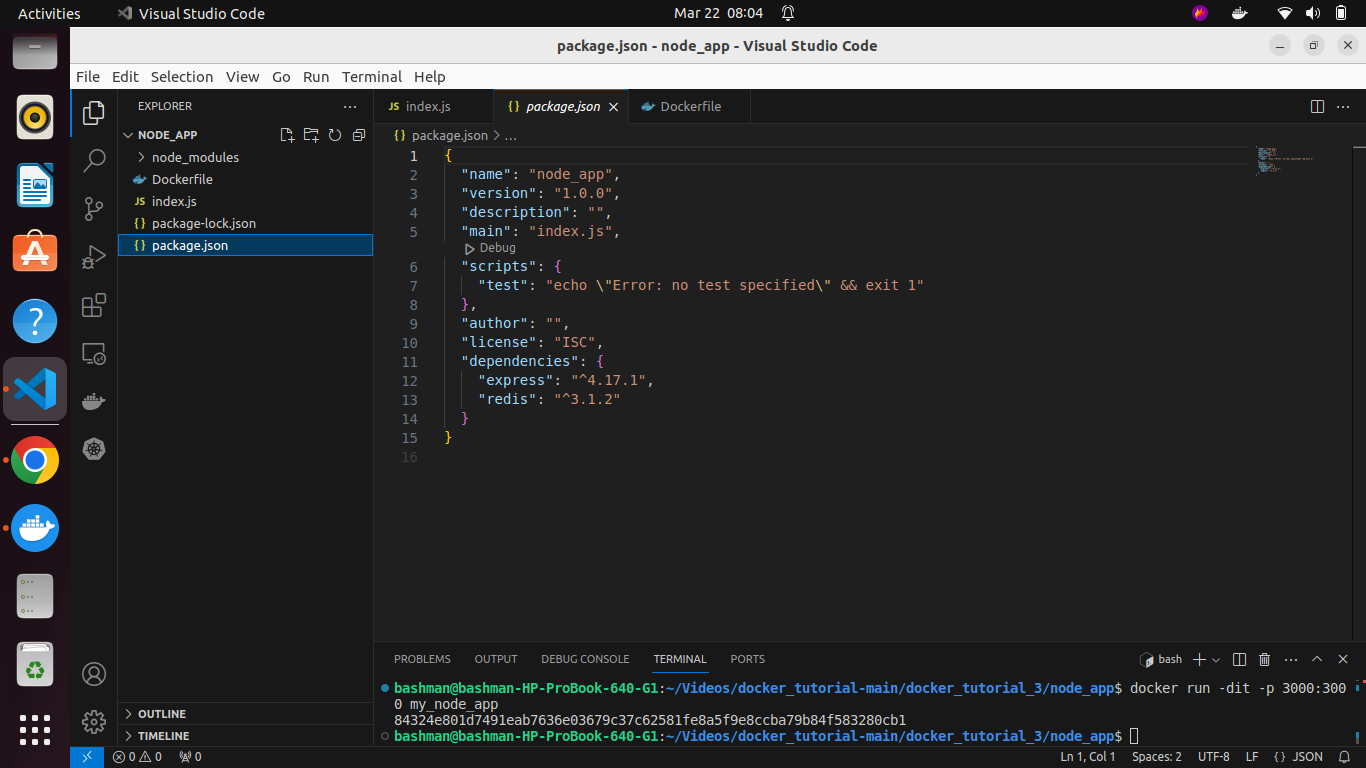 Activities
Visual Studio Code
Mar 22 08:04
package.json - node_app - Visual Studio Code
File Edit Selection View Go Run Terminal Help
EXPLORER
NODE_APP
node_modules
Dockerfile
JS index.js
{} package-lock.json
{} package.json
OUTLINE
TIMELINE
JS index.js
{} package.json
Dockerfile
{} package.json > ...
1 {
2 "name": "node_app",
3 "version": "1.0.0",
4 "description": "",
5 "main": "index.js",
Debug
6 "scripts": {
7 "test": "echo \"Error: no test specified\" && exit 1"
8 },
9 "author": "",
10 "license": "ISC",
11 "dependencies": {
12 "express": "^4.17.1",
13 "redis": "^3.1.2"
14 }
15 }
16
PROBLEMS OUTPUT DEBUG CONSOLE TERMINAL PORTS
bash
bashman@bashman-HP-ProBook-640-G1:~/Videos/docker_tutorial-main/docker_tutorial_3/node_app$ docker run -dit -p 3000:300
0 my_node_app
84324e801d7491eab7636e03679c37c62581fe8a5f9e8ccba79b84f583280cb1
bashman@bashman-HP-ProBook-640-G1:~/Videos/docker_tutorial-main/docker_tutorial_3/node_app$
0 0 0
Ln 1, Col 1 Spaces: 2 UTF-8 LF {} JSON